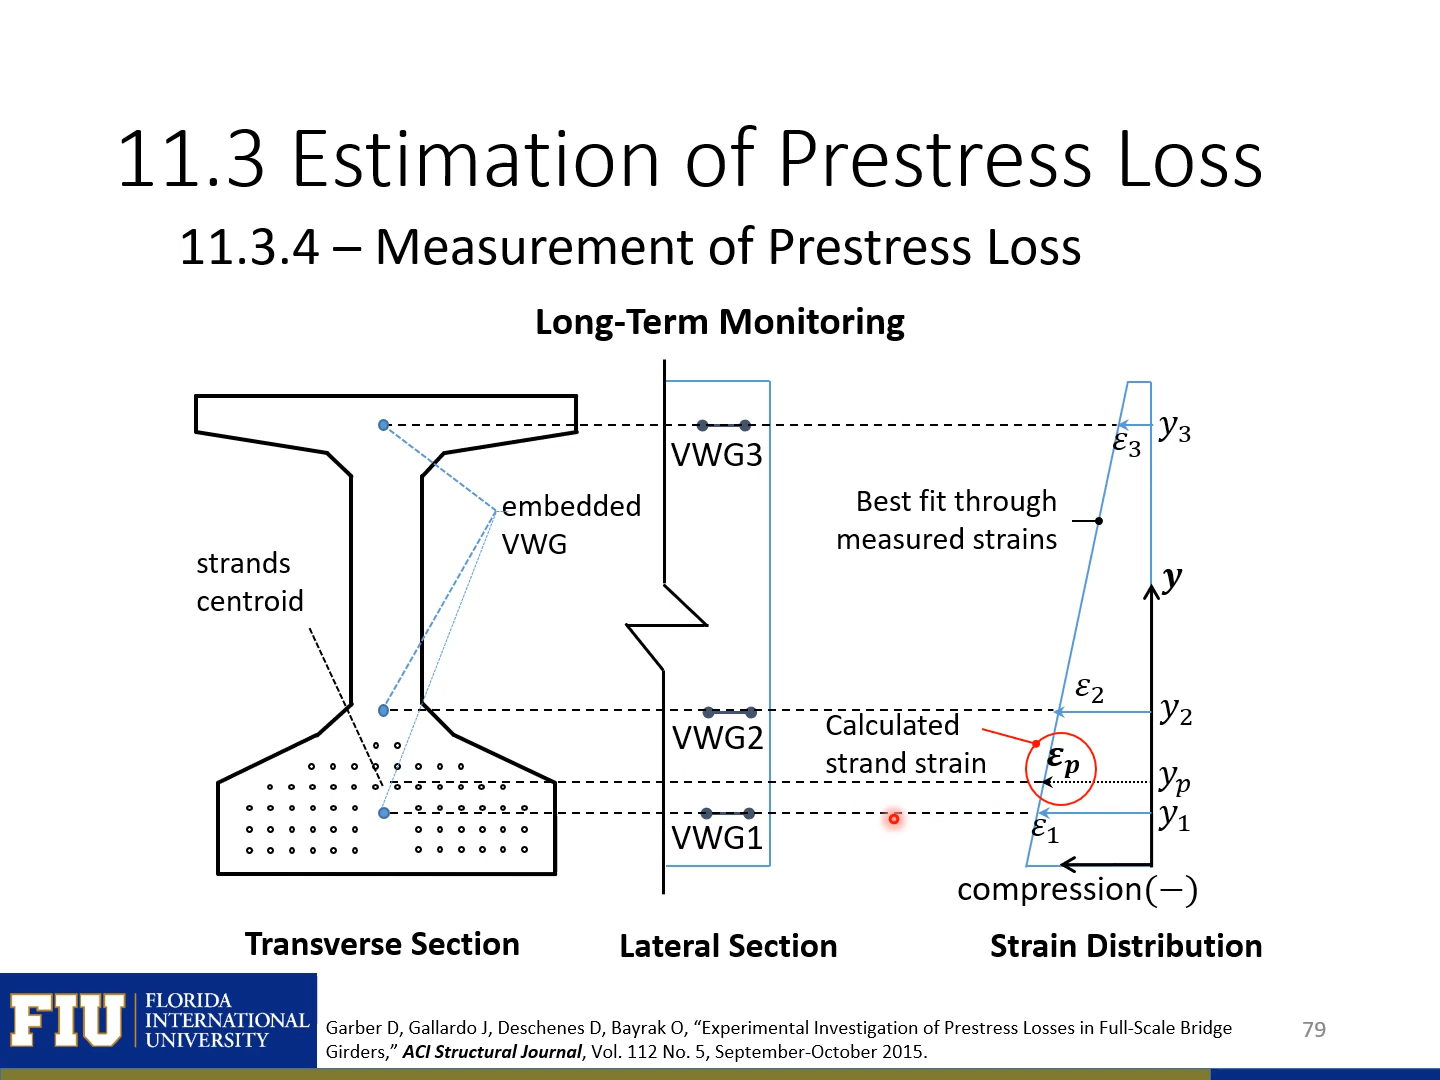 11.3 Estimation of Prestress Loss
11.3.4 – Measurement of Prestress Loss
Long-Term Monitoring
VWG3
ε₃
y₃
embedded
VWG
strands
centroid
Best fit through
measured strains
y
ε₂
y₂
VWG2
Calculated
strand strain
εₚ
yₚ
VWG1
ε₁
y₁
compression(−)
Transverse Section
Lateral Section
Strain Distribution
FIU
FLORIDA
INTERNATIONAL
UNIVERSITY
Garber D, Gallardo J, Deschenes D, Bayrak O, “Experimental Investigation of Prestress Losses in Full-Scale Bridge
Girders,” ACI Structural Journal, Vol. 112 No. 5, September-October 2015.
79